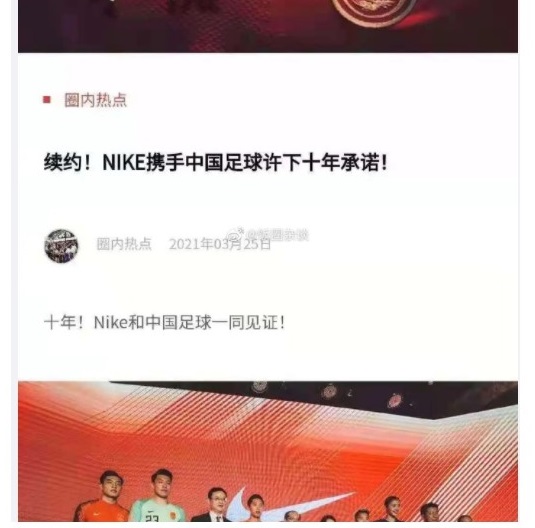 圈内热点
续约！NIKE携手中国足球许下十年承诺！
圈内热点 2021年03月25日
十年！Nike和中国足球一同见证！
23